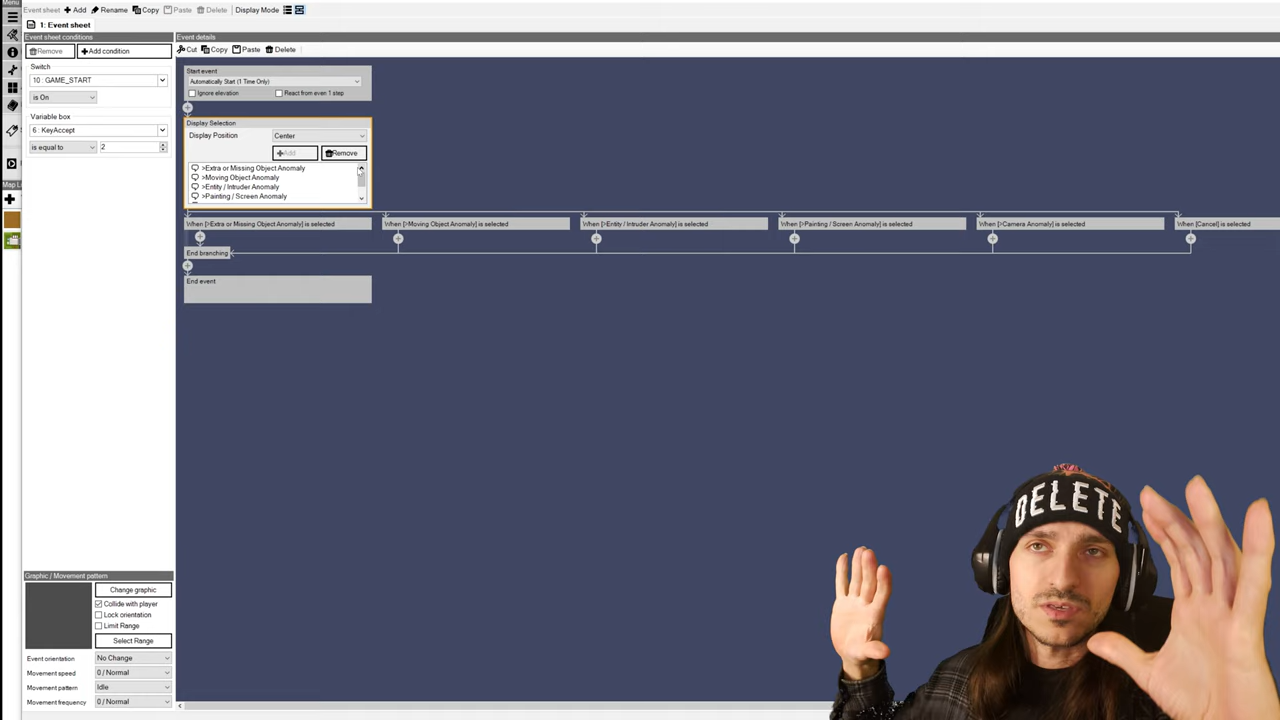 Menu
Event sheet Add Rename Copy Paste Delete Display Mode
1: Event sheet
Event sheet conditions
Remove Add condition
Switch
10 : GAME_START
is On
Variable box
6 : KeyAccept
is equal to 2
Map Li
Event details
Cut Copy Paste Delete
Start event
Automatically Start (1 Time Only)
Ignore elevation React from even 1 step
Display Selection
Display Position Center
Add Remove
>Extra or Missing Object Anomaly
>Moving Object Anomaly
>Entity / Intruder Anomaly
>Painting / Screen Anomaly
When [>Extra or Missing Object Anomaly] is selected
When [>Moving Object Anomaly] is selected
When [>Entity / Intruder Anomaly] is selected
When [>Painting / Screen Anomaly] is selected
When [>Camera Anomaly] is selected
When [Cancel] is selected
End branching
End event
Graphic / Movement pattern
Change graphic
Collide with player
Lock orientation
Limit Range
Select Range
Event orientation No Change
Movement speed 0 / Normal
Movement pattern Idle
Movement frequency 0 / Normal
DELETE